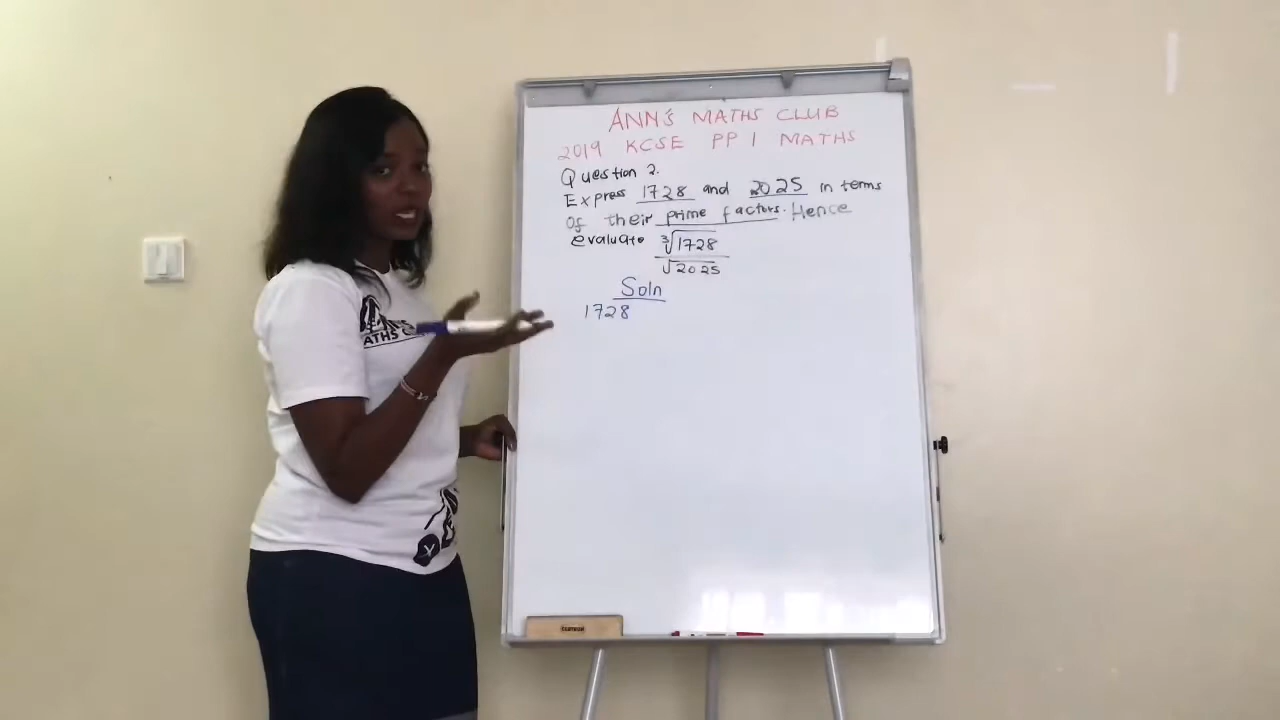 ANN'S MATHS CLUB
2019 KCSE PP 1 MATHS
Question 2.
Express 1728 and 2025 in terms
of their prime factors. Hence
evaluate ∛1728
√2025
Soln
1728
MATHS